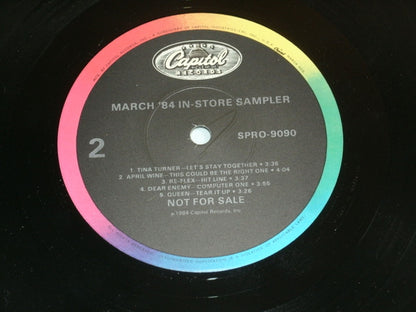 Capitol
RECORDS
MARCH '84 IN-STORE SAMPLER
SPRO-9090
2
1. TINA TURNER—LET'S STAY TOGETHER • 3:36
2. APRIL WINE—THIS COULD BE THE RIGHT ONE • 4:04
3. RE-FLEX—HIT LINE • 3:37
4. DEAR ENEMY—COMPUTER ONE • 3:55
5. QUEEN—TEAR IT UP • 3:26
NOT FOR SALE
℗1984 Capitol Records, Inc.